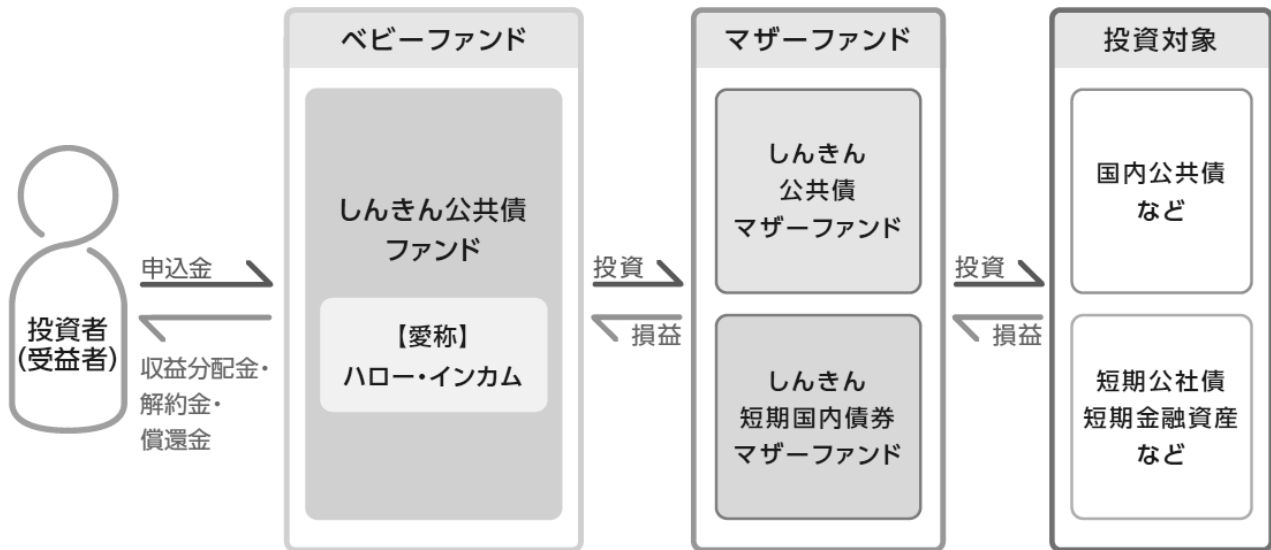 ベビーファンド
マザーファンド
投資対象
投資者
(受益者)
申込金
収益分配金・
解約金・
償還金
しんきん公共債
ファンド
【愛称】
ハロー・インカム
投資
損益
しんきん
公共債
マザーファンド
しんきん
短期国内債券
マザーファンド
投資
損益
国内公共債
など
短期公社債
短期金融資産
など